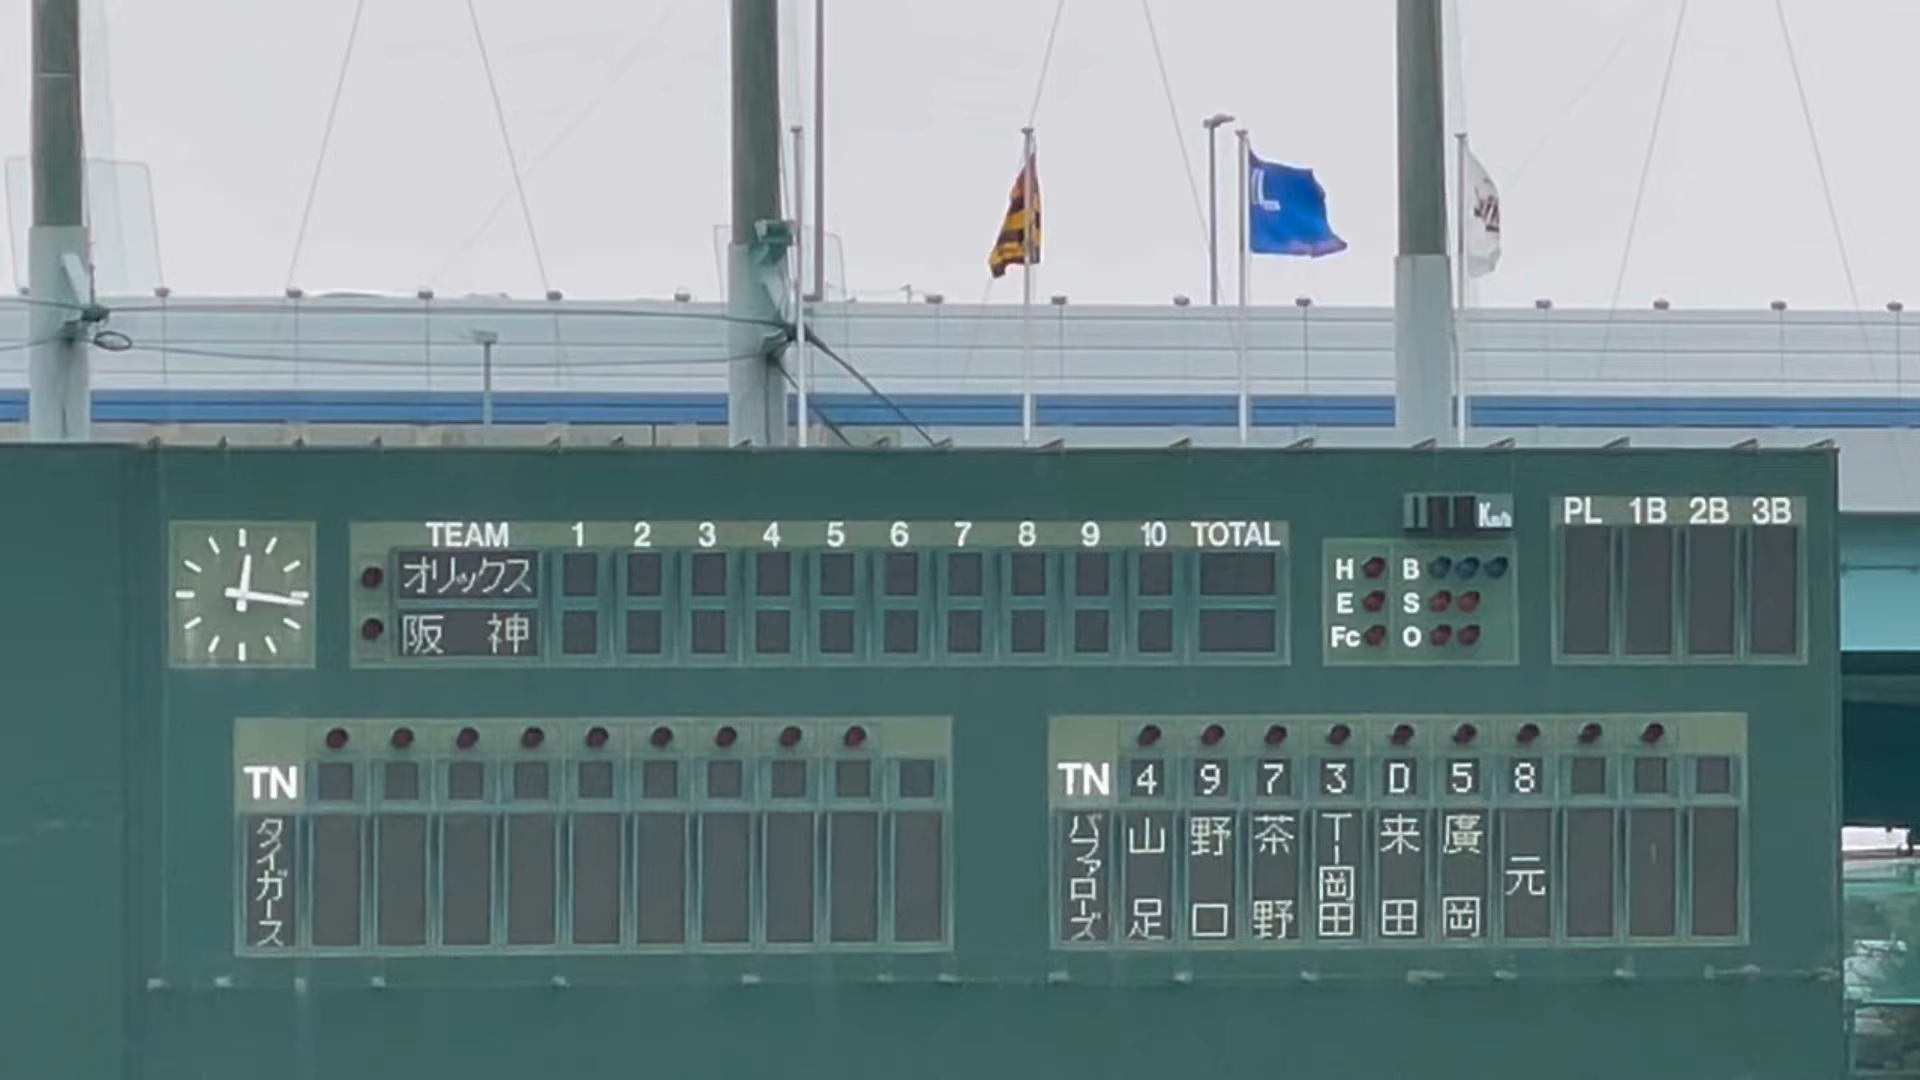 L
TEAM 1 2 3 4 5 6 7 8 9 10 TOTAL
オリックス
阪 神
Km/h
H B
E S
Fc O
PL 1B 2B 3B
TN
タイガース
TN 4 9 7 3 D 5 8
バファローズ
山足
野口
茶野
T-岡田
来田
廣岡
元